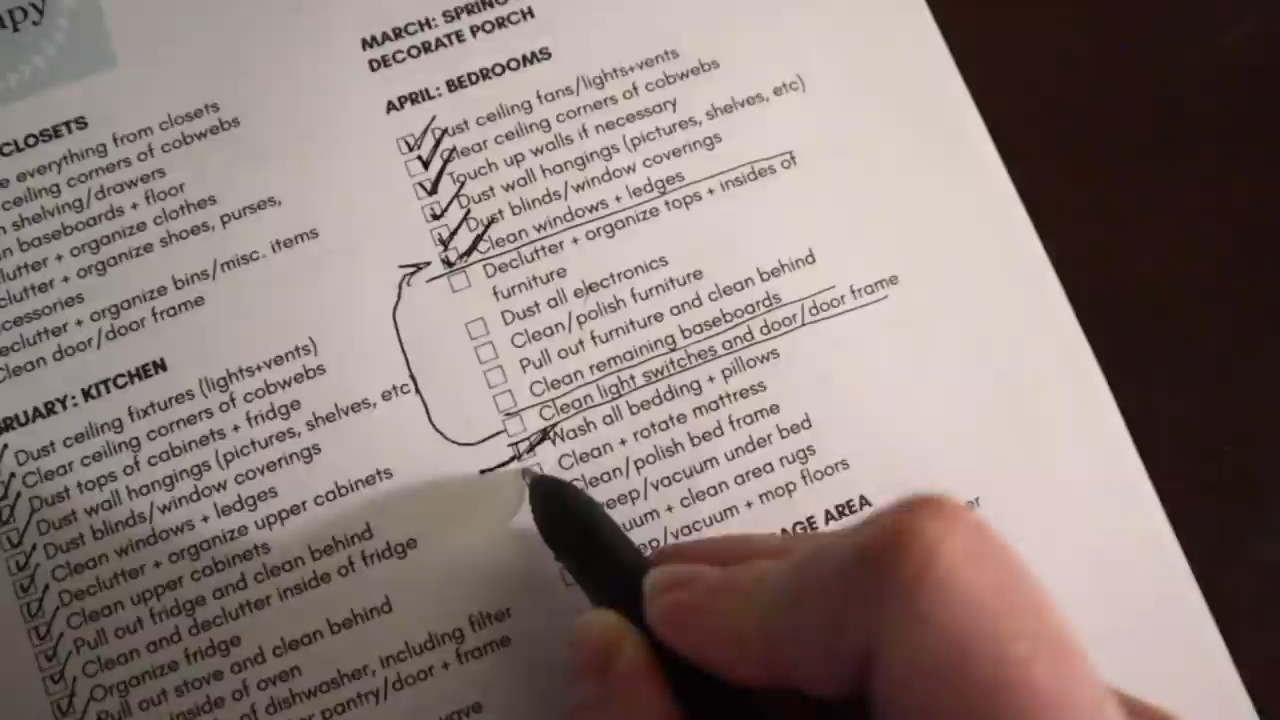 apy
CLOSETS
everything from closets
ceiling corners of cobwebs
shelving/drawers
baseboards + floor
+ organize clothes
+ organize shoes, purses,
+ organize bins/misc. items
Clean door/door frame
KITCHEN
Dust ceiling fixtures (lights+vents)
Clear ceiling corners of cobwebs
Dust tops of cabinets + fridge
Dust wall hangings (pictures, shelves, etc
Dust blinds/window coverings
Clean windows + ledges
Declutter + organize upper cabinets
Clean upper cabinets
Pull out fridge and clean behind
Clean and declutter inside of fridge
Organize fridge
Pull out stove and clean behind
inside of oven
of dishwasher, including filter
pantry/door + frame
MARCH: SPRING
DECORATE PORCH
APRIL: BEDROOMS
Dust ceiling fans/lights+vents
Clear ceiling corners of cobwebs
Touch up walls if necessary
Dust wall hangings (pictures, shelves, etc)
Dust blinds/window coverings
Clean windows + ledges
Declutter + organize tops + insides of
furniture
Dust all electronics
Clean/polish furniture
Pull out furniture and clean behind
Clean remaining baseboards
Clean light switches and door/door frame
Wash all bedding + pillows
Clean + rotate mattress
Clean/polish bed frame
eep/vacuum under bed
uum + clean area rugs
ep/vacuum + mop floors
AGE AREA
er